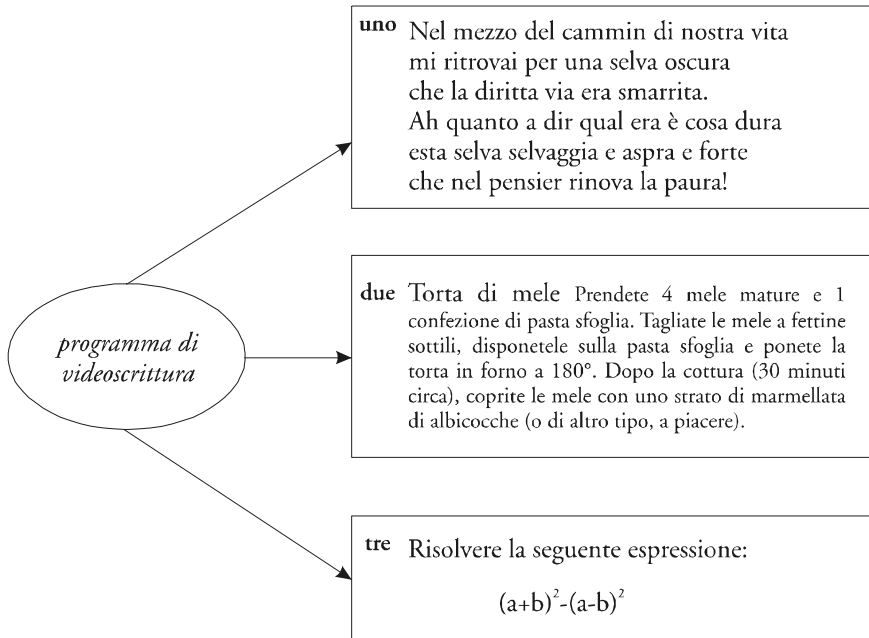 uno Nel mezzo del cammin di nostra vita
mi ritrovai per una selva oscura
che la diritta via era smarrita.
Ah quanto a dir qual era è cosa dura
esta selva selvaggia e aspra e forte
che nel pensier rinova la paura!
programma di
videoscrittura
due Torta di mele Prendete 4 mele mature e 1
confezione di pasta sfoglia. Tagliate le mele a fettine
sottili, disponetele sulla pasta sfoglia e ponete la
torta in forno a 180°. Dopo la cottura (30 minuti
circa), coprite le mele con uno strato di marmellata
di albicocche (o di altro tipo, a piacere).
tre Risolvere la seguente espressione:
(a+b)²-(a-b)²